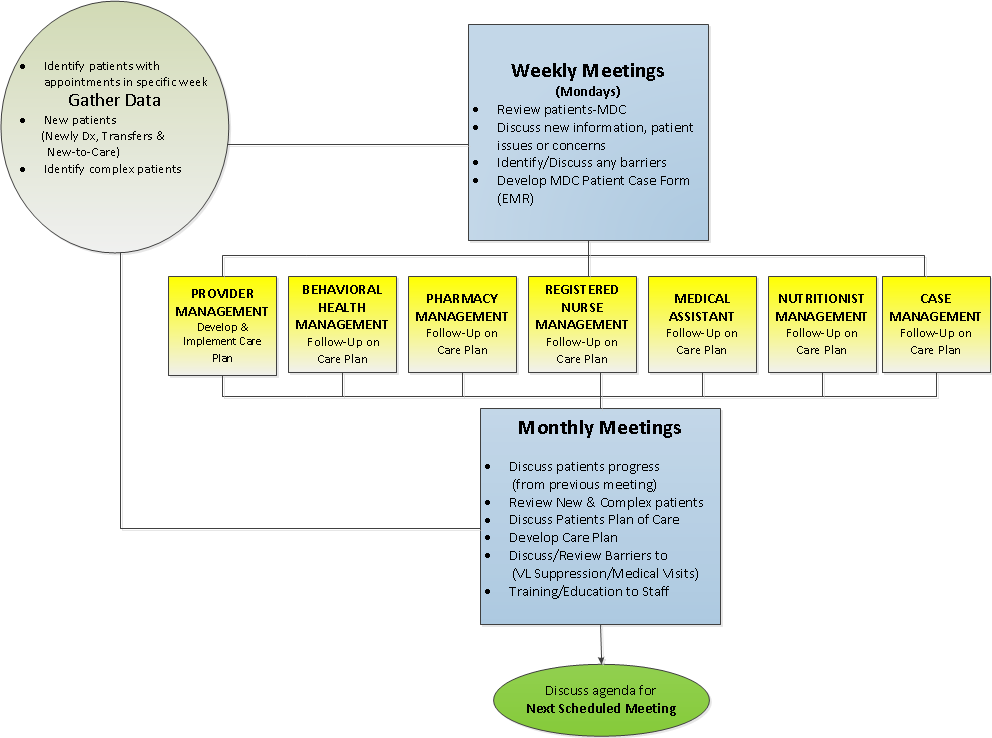 • Identify patients with
appointments in specific week
Gather Data
• New patients
(Newly Dx, Transfers &
New-to-Care)
• Identify complex patients
Weekly Meetings
(Mondays)
• Review patients-MDC
• Discuss new information, patient
issues or concerns
• Identify/Discuss any barriers
• Develop MDC Patient Case Form
(EMR)
PROVIDER
MANAGEMENT
Develop &
Implement Care
Plan
BEHAVIORAL
HEALTH
MANAGEMENT
Follow-Up on
Care Plan
PHARMACY
MANAGEMENT
Follow-Up on
Care Plan
REGISTERED
NURSE
MANAGEMENT
Follow-Up on
Care Plan
MEDICAL
ASSISTANT
Follow-Up on
Care Plan
NUTRITIONIST
MANAGEMENT
Follow-Up on
Care Plan
CASE
MANAGEMENT
Follow-Up on
Care Plan
Monthly Meetings
• Discuss patients progress
(from previous meeting)
• Review New & Complex patients
• Discuss Patients Plan of Care
• Develop Care Plan
• Discuss/Review Barriers to
(VL Suppression/Medical Visits)
• Training/Education to Staff
Discuss agenda for
Next Scheduled Meeting